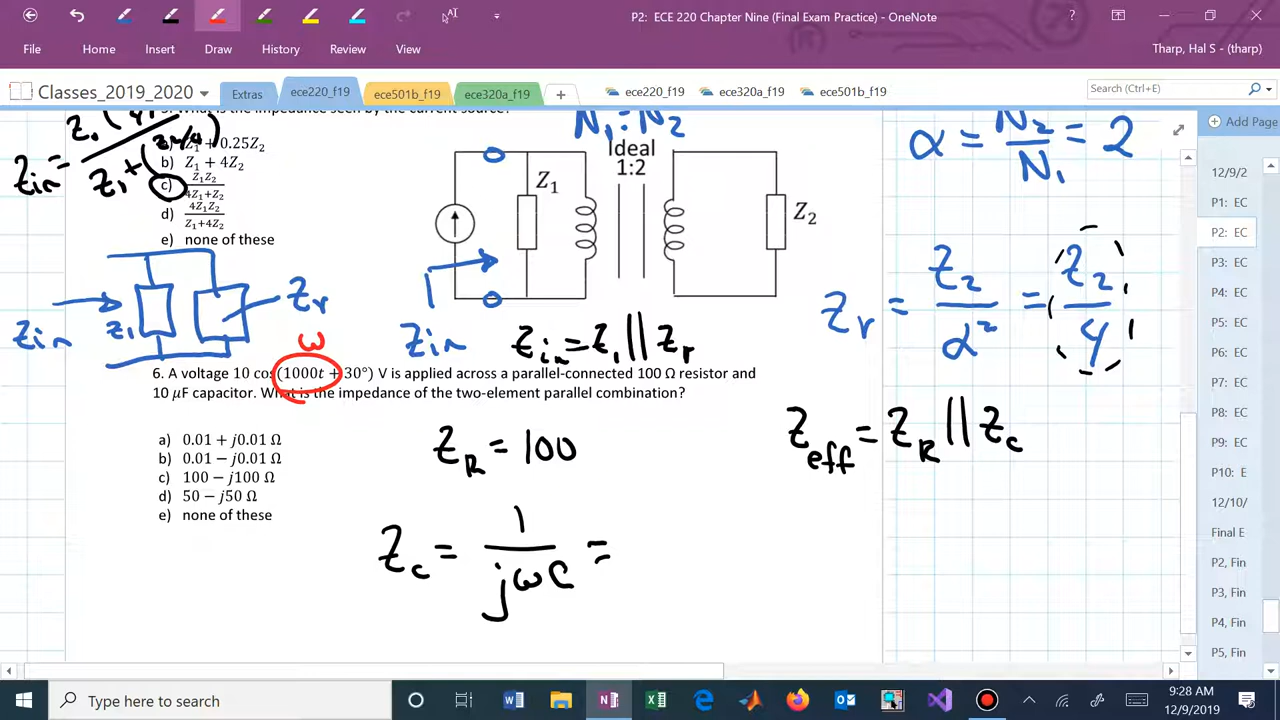 P2: ECE 220 Chapter Nine (Final Exam Practice) - OneNote
File Home Insert Draw History Review View
Tharp, Hal S - (tharp)
Classes_2019_2020 Extras ece220_f19 ece501b_f19 ece320a_f19 + ece220_f19 ece320a_f19 ece501b_f19
Search (Ctrl+E)
Add Page
12/9/2
P1: EC
P2: EC
P3: EC
P4: EC
P5: EC
P6: EC
P7: EC
P8: EC
P9: EC
P10: E
12/10/
Final E
P1, Fin
P2, Fin
P3, Fin
P4, Fin
P5, Fin
N₁ : N₂
Ideal
1:2
Z₁
Z₂
α = N₂/N₁ = 2
Z₁ + 0.25Z₂
b) Z₁ + 4Z₂
c) Z₁Z₂/(4Z₁+Z₂)
d) 4Z₁Z₂/(Z₁+4Z₂)
e) none of these
Zin =
Zin
Z₁
Zr
Zin
Zin = Z₁ || Zr
Zr = Z₂/α² = Z₂/4
ω
6. A voltage 10 cos(1000t + 30°) V is applied across a parallel-connected 100 Ω resistor and
10 μF capacitor. What is the impedance of the two-element parallel combination?
a) 0.01 + j0.01 Ω
b) 0.01 − j0.01 Ω
c) 100 − j100 Ω
d) 50 − j50 Ω
e) none of these
Z_R = 100
Z_eff = Z_R || Z_c
Z_c = 1/(jωC) =
Type here to search
9:28 AM
12/9/2019